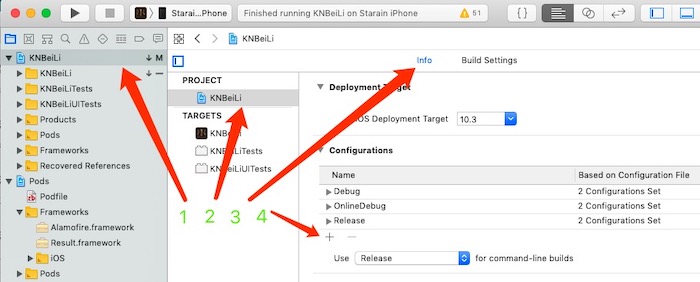 Starai...Phone
Finished running KNBeiLi on Starain iPhone
51
KNBeiLi M
KNBeiLi
KNBeiLiTests
KNBeiLiUITests
Products
Pods
Frameworks
Recovered References
Pods
Podfile
Frameworks
Alamofire.framework
Result.framework
iOS
Pods
KNBeiLi
PROJECT
KNBeiLi
TARGETS
KNBeiLi
KNBeiLiTests
KNBeiLiUITests
1 2 3 4
Info Build Settings
Deployment Target
iOS Deployment Target 10.3
Configurations
Name Based on Configuration File
Debug 2 Configurations Set
OnlineDebug 2 Configurations Set
Release 2 Configurations Set
Use Release for command-line builds